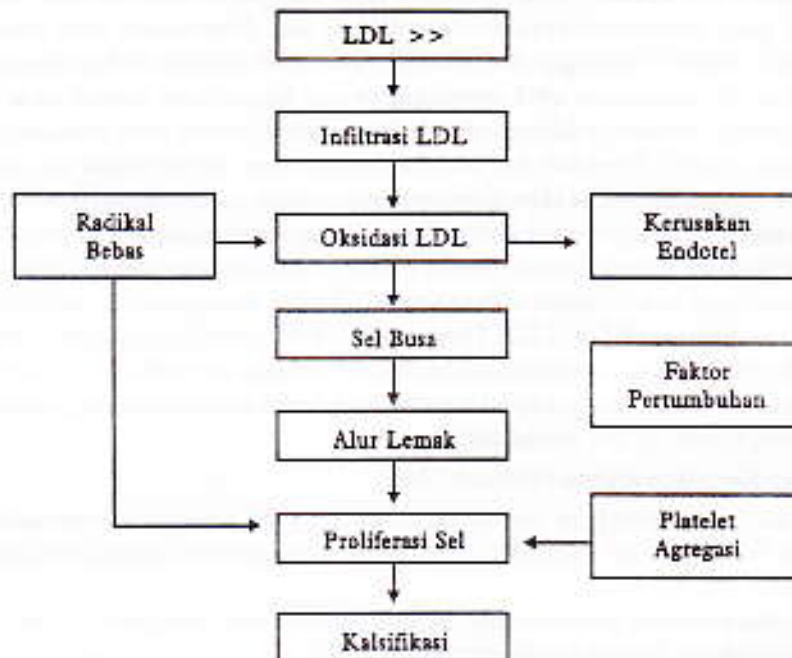 LDL >>
Infiltrasi LDL
Radikal
Bebas
Oksidasi LDL
Kerusakan
Endotel
Sel Busa
Faktor
Pertumbuhan
Alur Lemak
Proliferasi Sel
Platelet
Agregasi
Kalsifikasi